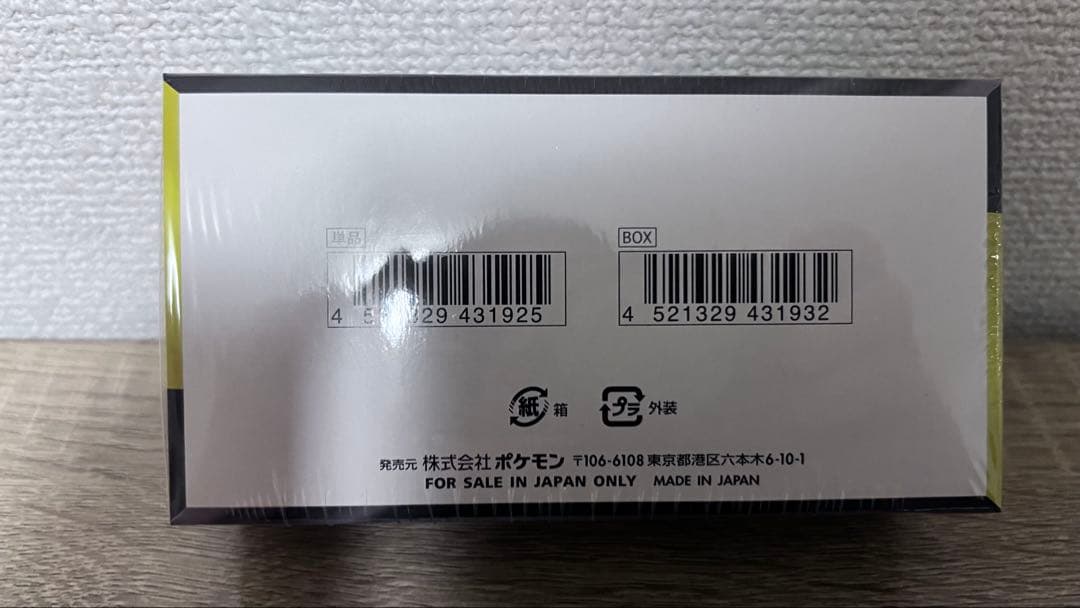 単品
BOX
329 431925
4 521329 431932
紙 箱
プラ 外装
発売元 株式会社 ポケモン 〒106-6108 東京都港区六本木6-10-1
FOR SALE IN JAPAN ONLY MADE IN JAPAN